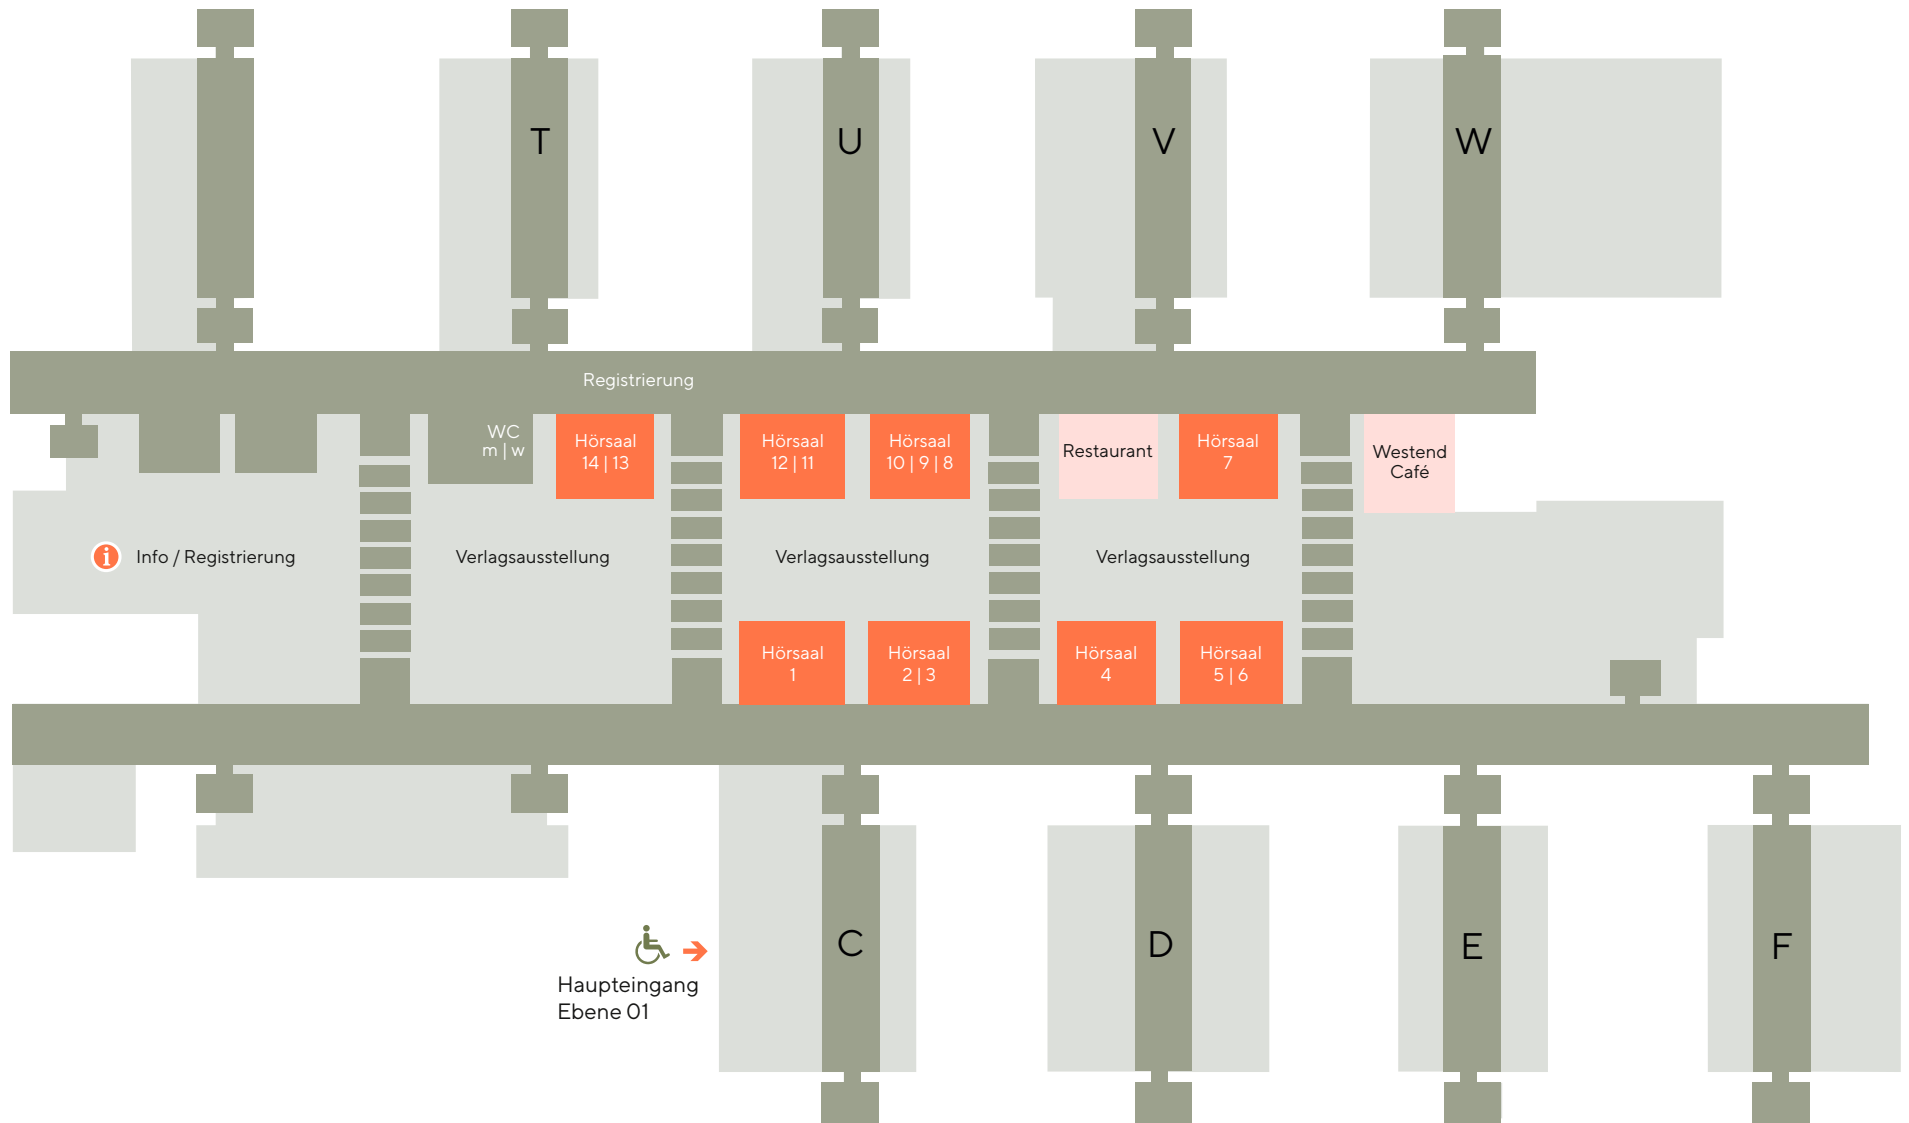 T
U
V
W
Registrierung
WC
m | w
Hörsaal
14 | 13
Hörsaal
12 | 11
Hörsaal
10 | 9 | 8
Restaurant
Hörsaal
7
Westend
Café
i
Info / Registrierung
Verlagsausstellung
Verlagsausstellung
Verlagsausstellung
Hörsaal
1
Hörsaal
2 | 3
Hörsaal
4
Hörsaal
5 | 6
C
D
E
F
Haupteingang
Ebene 01